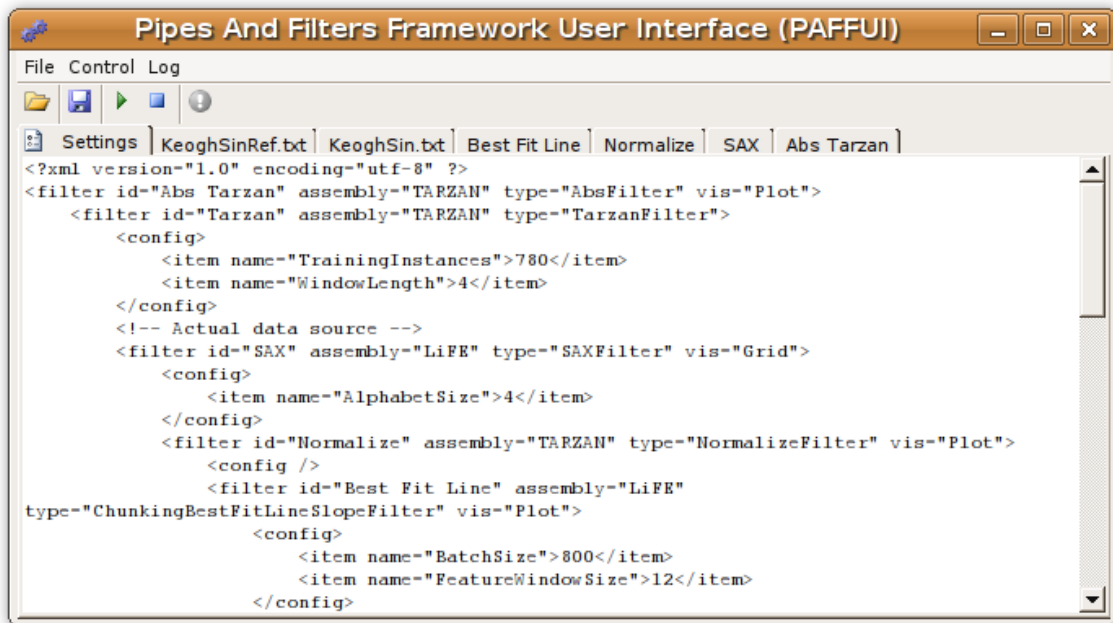 Pipes And Filters Framework User Interface (PAFFUI)
File Control Log
Settings KeoghSinRef.txt KeoghSin.txt Best Fit Line Normalize SAX Abs Tarzan
<?xml version="1.0" encoding="utf-8" ?>
<filter id="Abs Tarzan" assembly="TARZAN" type="AbsFilter" vis="Plot">
    <filter id="Tarzan" assembly="TARZAN" type="TarzanFilter">
        <config>
            <item name="TrainingInstances">780</item>
            <item name="WindowLength">4</item>
        </config>
        <!-- Actual data source -->
        <filter id="SAX" assembly="LiFE" type="SAXFilter" vis="Grid">
            <config>
                <item name="AlphabetSize">4</item>
            </config>
            <filter id="Normalize" assembly="TARZAN" type="NormalizeFilter" vis="Plot">
                <config />
                <filter id="Best Fit Line" assembly="LiFE"
type="ChunkingBestFitLineSlopeFilter" vis="Plot">
                    <config>
                        <item name="BatchSize">800</item>
                        <item name="FeatureWindowSize">12</item>
                    </config>